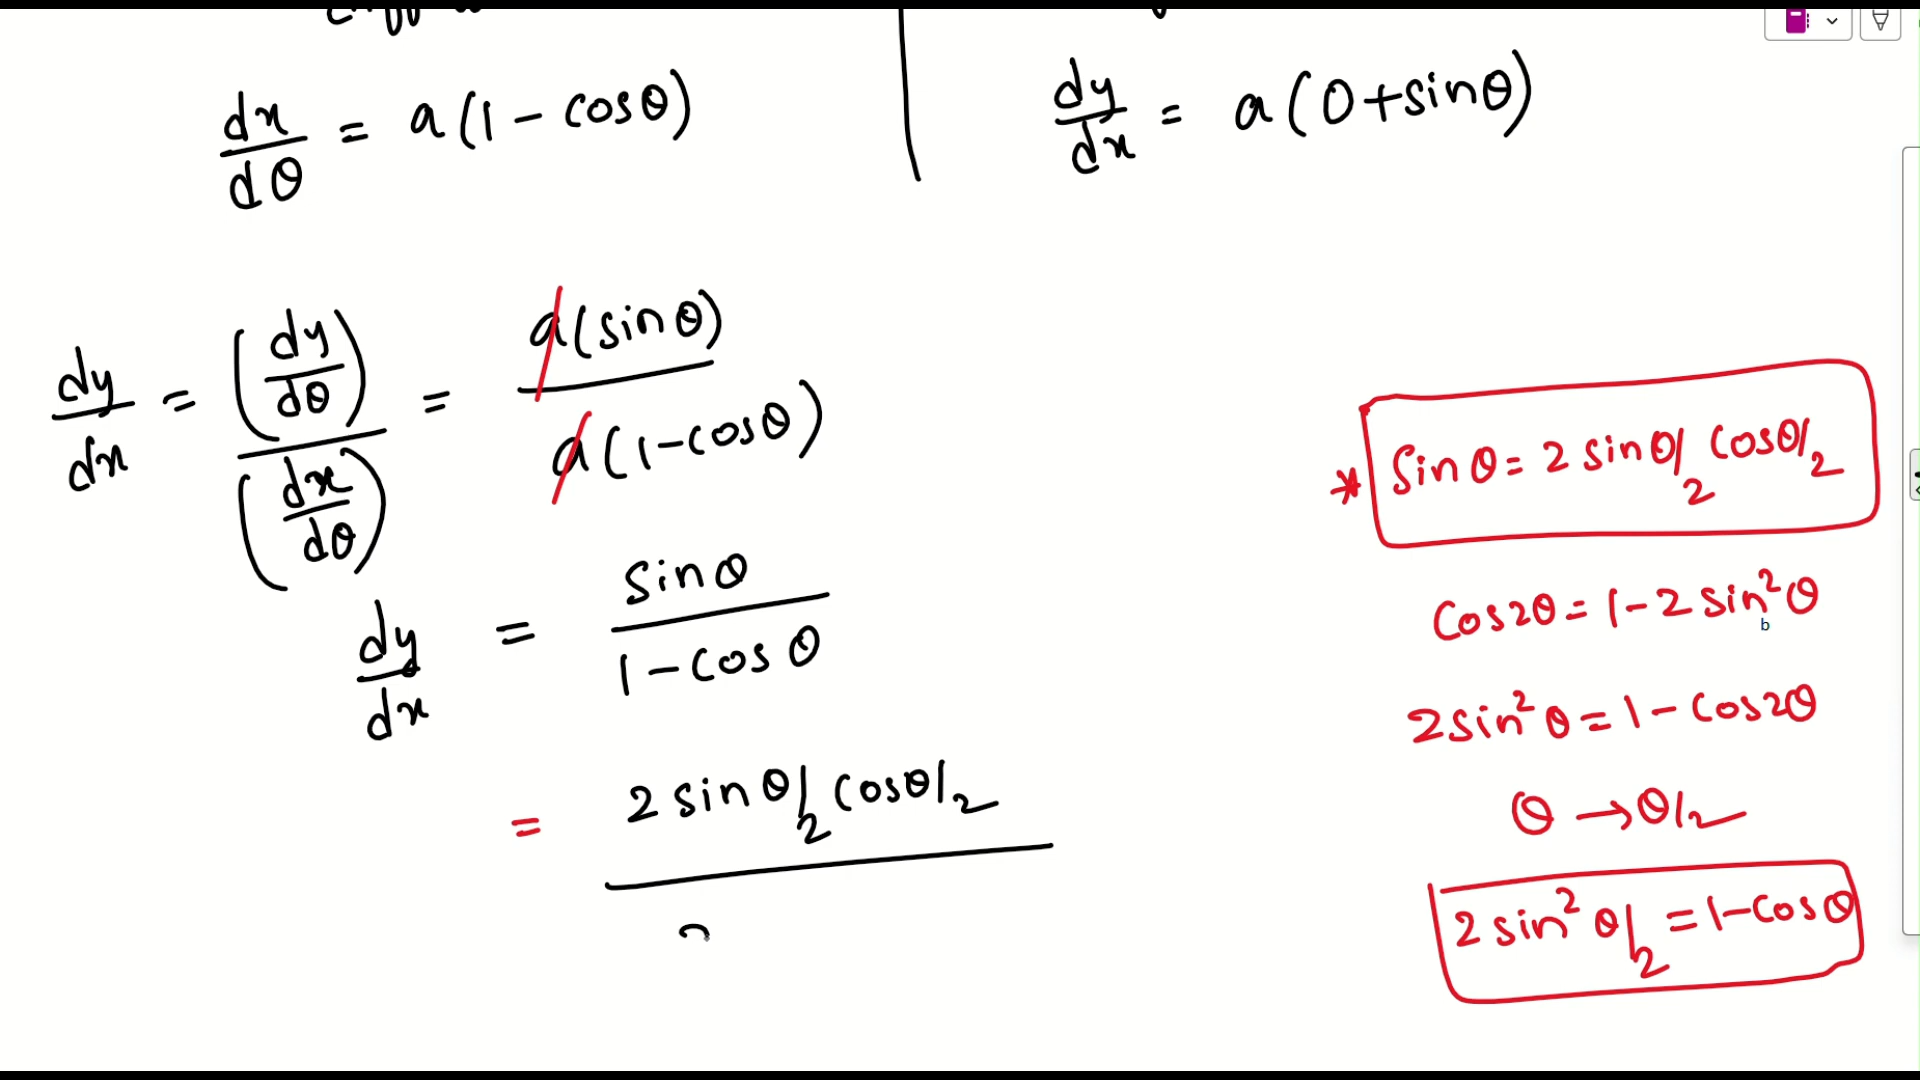 dx/dθ = a(1 - cosθ)
dy/dx = a(0+sinθ)
dy/dx = (dy/dθ)/(dx/dθ) = a(sinθ)/a(1-cosθ)
* Sinθ = 2 sinθ/2 cosθ/2
dy/dx = sinθ/1-cosθ
Cos2θ = 1-2 sin²θ
b
2sin²θ = 1- cos2θ
= 2 sinθ/2 cosθ/2
θ → θ/2
2 sin²θ/2 = 1-cosθ